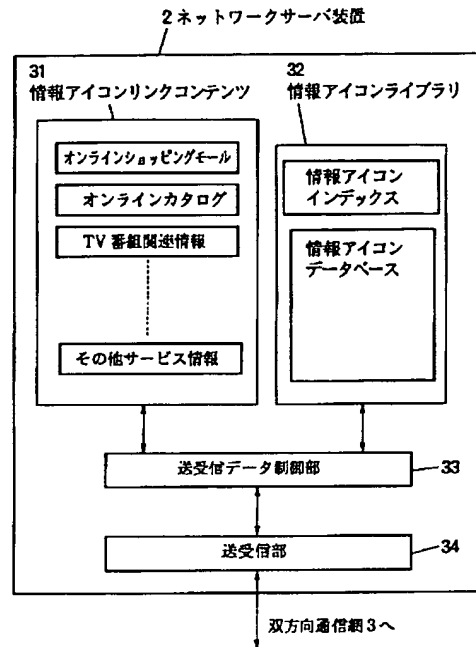 2 ネットワークサーバ装置
31
情報アイコンリンクコンテンツ
オンラインショッピングモール
オンラインカタログ
TV 番組関連情報
その他サービス情報
32
情報アイコンライブラリ
情報アイコン
インデックス
情報アイコン
データベース
送受信データ制御部
33
送受信部
34
双方向通信網 3 へ